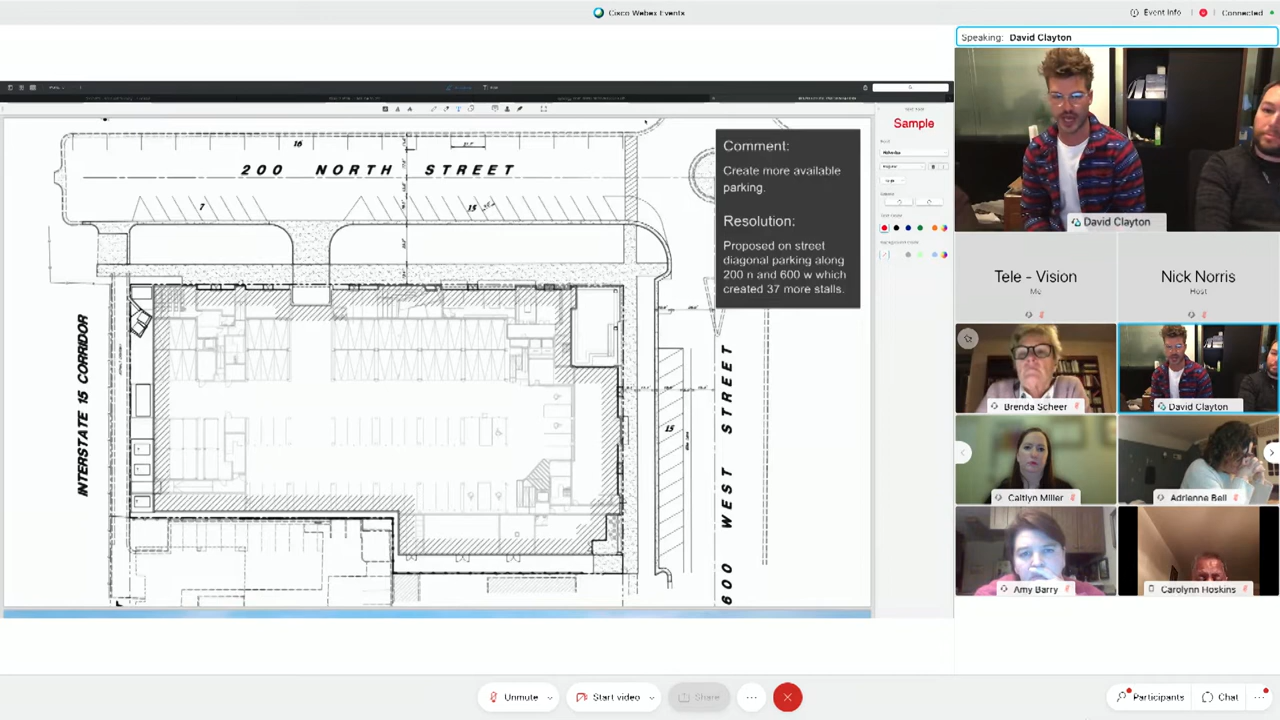 Cisco Webex Events
Event Info
Connected
Speaking: David Clayton
Sample
16
200 NORTH STREET
7
15
Comment:
Create more available
parking.
Resolution:
Proposed on street
diagonal parking along
200 n and 600 w which
created 37 more stalls.
INTERSTATE 15 CORRIDOR
15
600 WEST STREET
David Clayton
Tele - Vision
Me
Nick Norris
Host
Brenda Scheer
David Clayton
Caitlyn Miller
Adrienne Bell
Amy Barry
Carolynn Hoskins
Unmute
Start video
Share
Participants
Chat